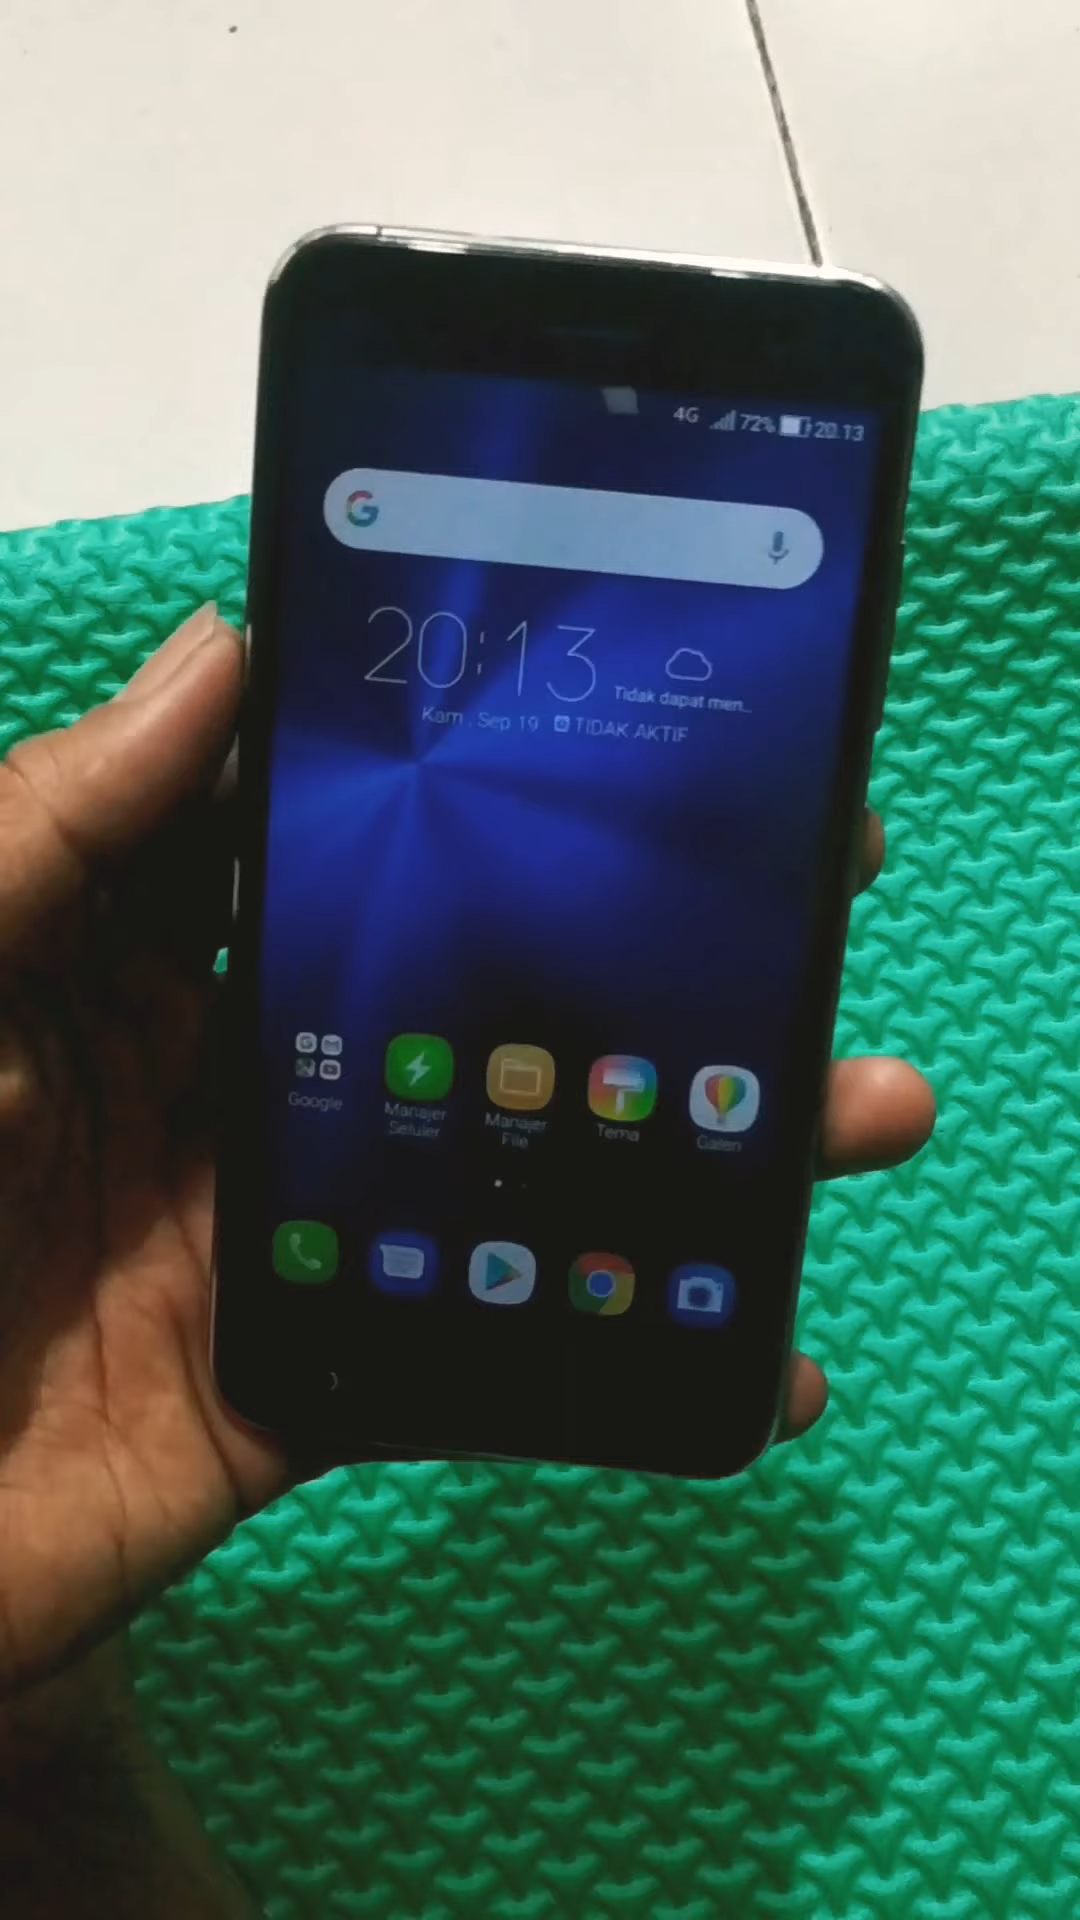 4G 72% 20.13
20:13
Tidak dapat men...
Kam, Sep 19 TIDAK AKTIF
Google
Manajer
Seluler
Manajer
File
Tema
Galeri